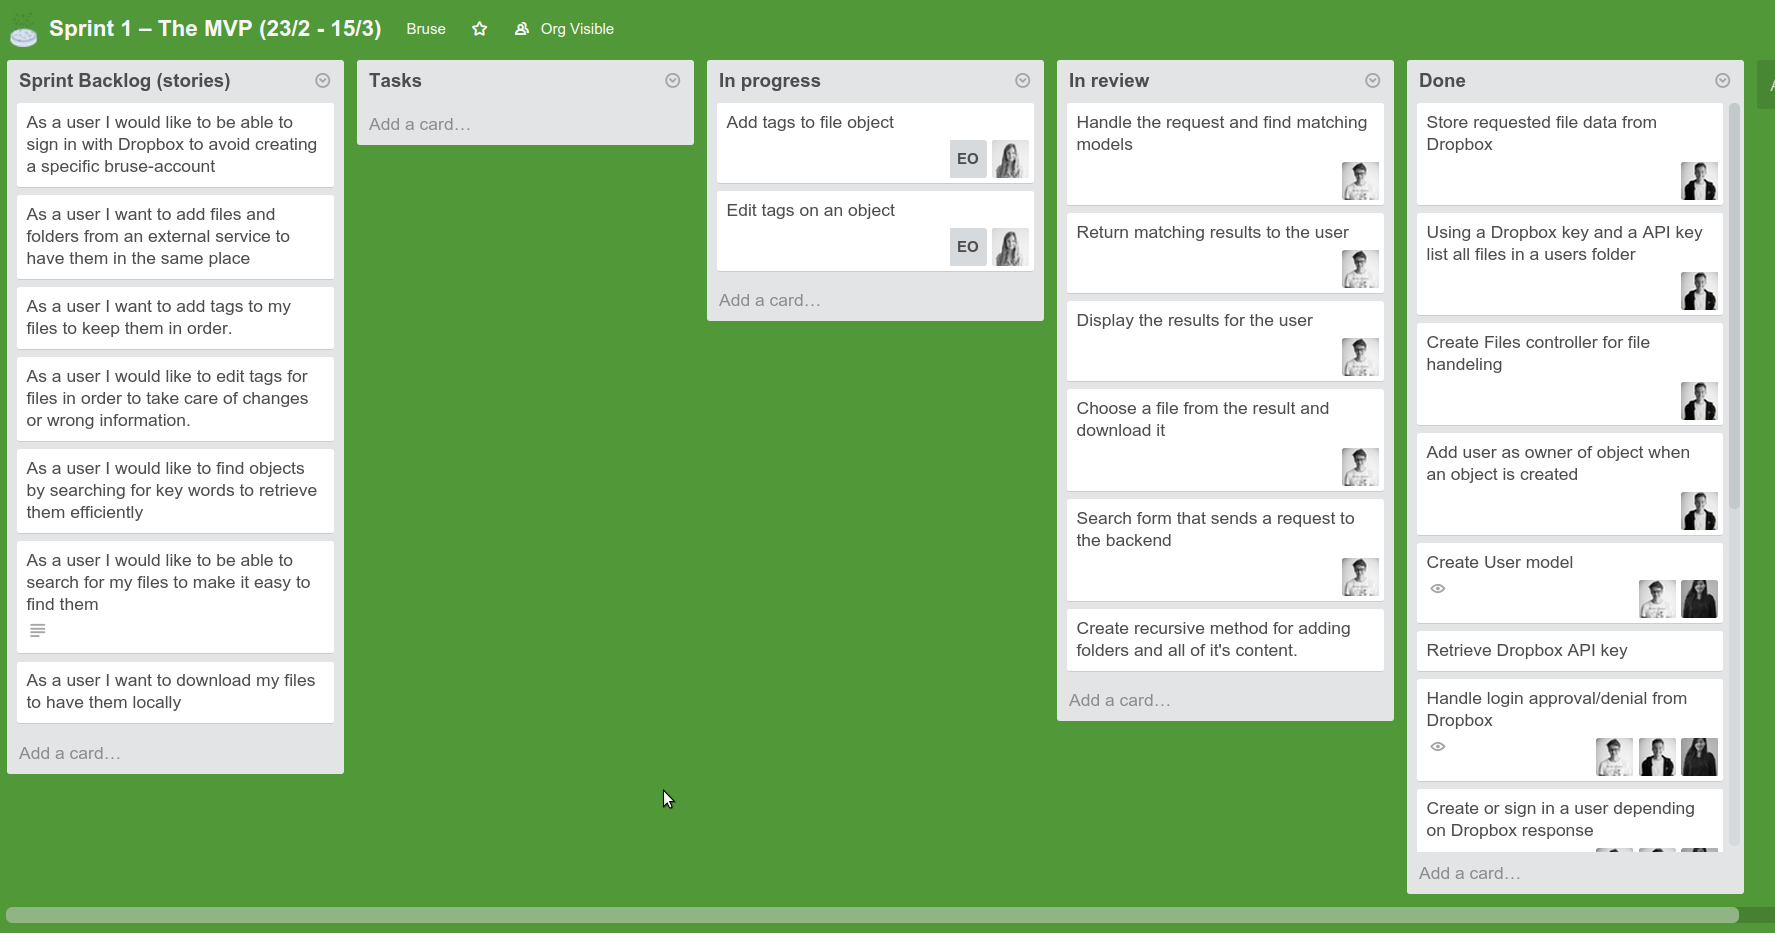 Sprint 1 – The MVP (23/2 - 15/3)
Bruse
Org Visible
Sprint Backlog (stories)
As a user I would like to be able to
sign in with Dropbox to avoid creating
a specific bruse-account
As a user I want to add files and
folders from an external service to
have them in the same place
As a user I want to add tags to my
files to keep them in order.
As a user I would like to edit tags for
files in order to take care of changes
or wrong information.
As a user I would like to find objects
by searching for key words to retrieve
them efficiently
As a user I would like to be able to
search for my files to make it easy to
find them
As a user I want to download my files
to have them locally
Add a card…
Tasks
Add a card…
In progress
Add tags to file object
EO
Edit tags on an object
EO
Add a card…
In review
Handle the request and find matching
models
Return matching results to the user
Display the results for the user
Choose a file from the result and
download it
Search form that sends a request to
the backend
Create recursive method for adding
folders and all of it's content.
Add a card…
Done
Store requested file data from
Dropbox
Using a Dropbox key and a API key
list all files in a users folder
Create Files controller for file
handeling
Add user as owner of object when
an object is created
Create User model
Retrieve Dropbox API key
Handle login approval/denial from
Dropbox
Create or sign in a user depending
on Dropbox response
Add a card…